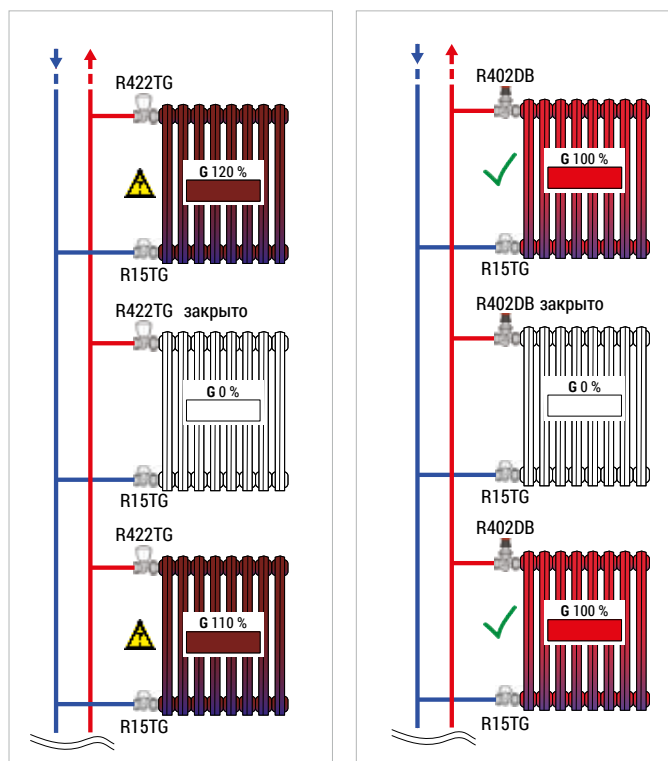 R422TG
G 120 %
R15TG
R422TG закрыто
G 0 %
R15TG
R422TG
G 110 %
R15TG
R402DB
G 100 %
R15TG
R402DB закрыто
G 0 %
R15TG
R402DB
G 100 %
R15TG